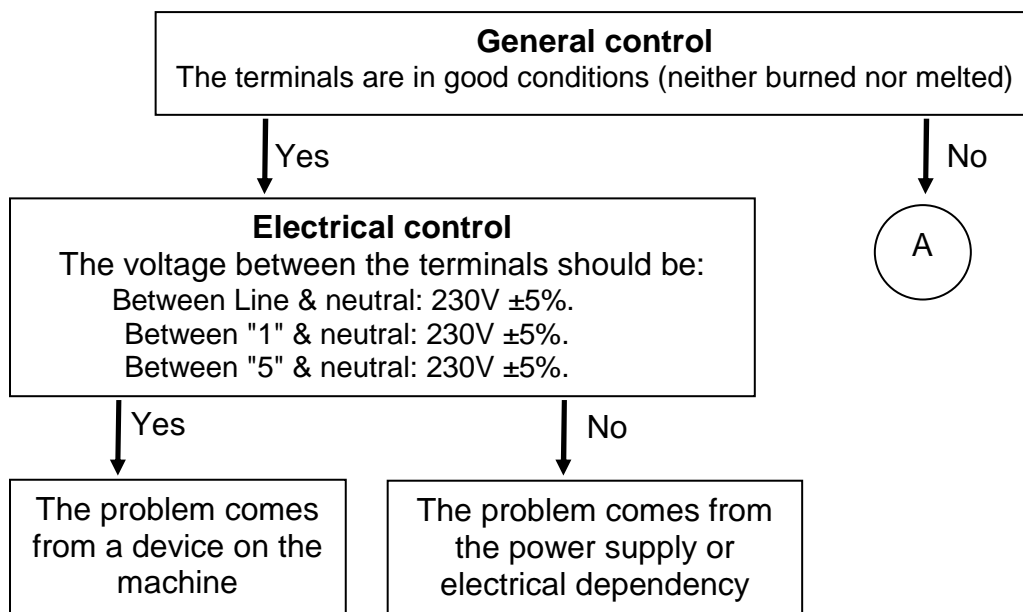 General control
The terminals are in good conditions (neither burned nor melted)
Yes
No
Electrical control
The voltage between the terminals should be:
Between Line & neutral: 230V ±5%.
Between "1" & neutral: 230V ±5%.
Between "5" & neutral: 230V ±5%.
A
Yes
No
The problem comes
from a device on the
machine
The problem comes from
the power supply or
electrical dependency